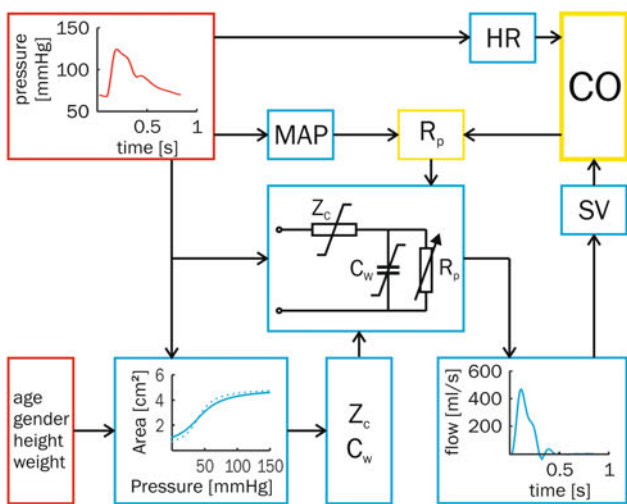 pressure
[mmHg]
150
100
50
0.5
1
time [s]
HR
CO
MAP
Rp
SV
Zc
Cw
Rp
age
gender
height
weight
Area [cm²]
4
2
50
150
Pressure [mmHg]
Zc
Cw
flow [ml/s]
600
400
200
0.5
1
time [s]